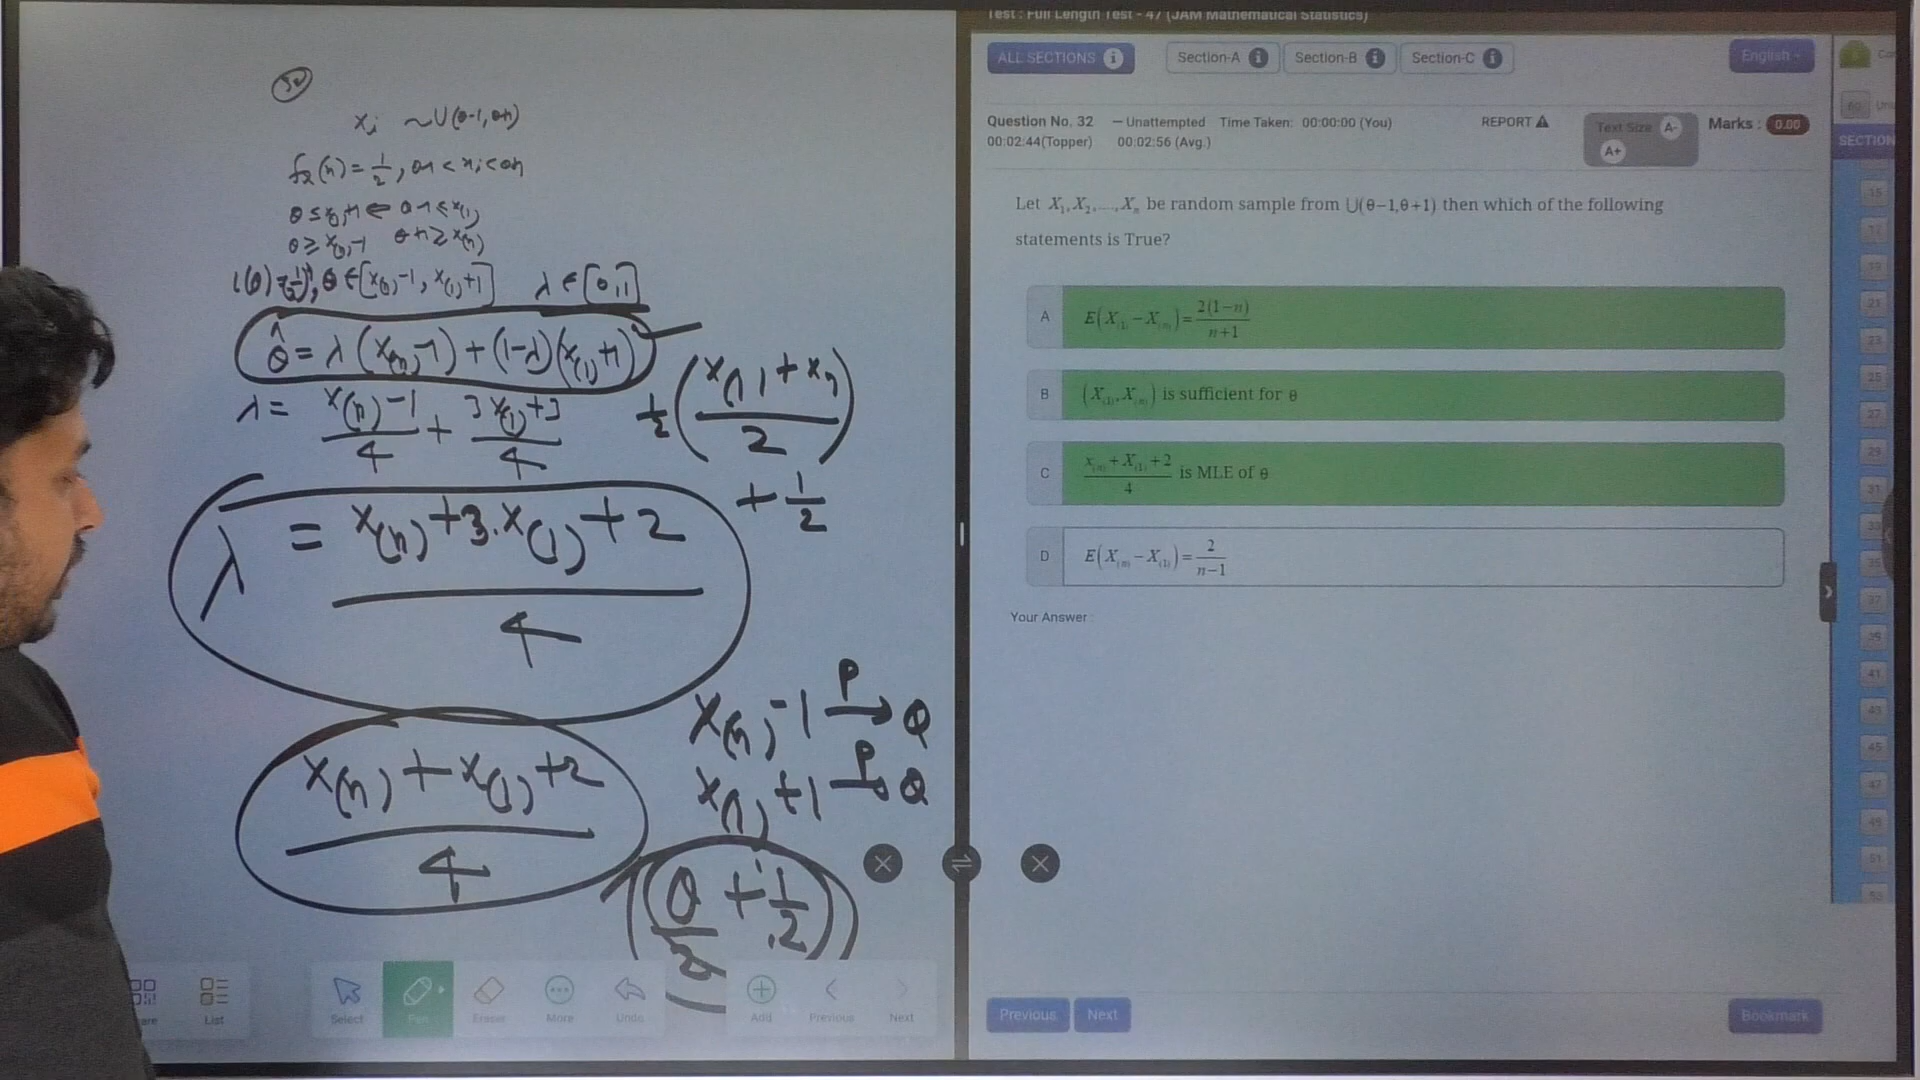 32
Xi ~U(θ-1, θ+1)
λ ∈ [0,1]
θ̂ = λ (X(n)-1) + (1-λ)(X(1)+1)
λ = X(n)-1 / 4 + 3X(1)+3 / 4
1/2 (X(1) + Xn / 2) + 1/2
λ = X(n)+3.X(1)+2 / 4
X(n)-1 P→ θ
X(1)+1 P→ θ
X(n)+X(1)+2 / 4
θ/2 + 1/2
List
Select
Pen
Eraser
More
Undo
Add
Previous
Next
Test : Full Length Test - 47 (JAM Mathematical Statistics)
ALL SECTIONS i
Section-A i
Section-B i
Section-C i
English
Question No. 32 — Unattempted Time Taken: 00:00:00 (You)
00:02:44(Topper) 00:02:56 (Avg.)
REPORT
Text Size A-
A+
Marks : 0.00
SECTION
Let X₁,X₂,...,Xₙ be random sample from U(θ−1,θ+1) then which of the following
statements is True?
A E(X(1) − X(n)) = 2(1−n) / n+1
B (X(1),X(n)) is sufficient for θ
C x(n) + X(1) + 2 / 4 is MLE of θ
D E(X(n) − X(1)) = 2 / n−1
Your Answer :
Previous
Next
Bookmark